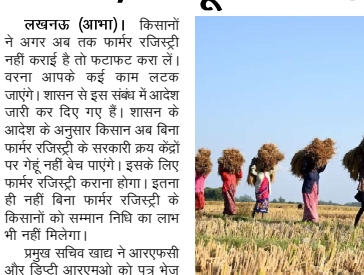 लखनऊ (आभा)। किसानों
ने अगर अब तक फार्मर रजिस्ट्री
नहीं कराई है तो फटाफट करा लें।
वरना आपके कई काम लटक
जाएंगे। शासन से इस संबंध में आदेश
जारी कर दिए गए हैं। शासन के
आदेश के अनुसार किसान अब बिना
फार्मर रजिस्ट्री के सरकारी क्रय केंद्रों
पर गेहूं नहीं बेच पाएंगे। इसके लिए
फार्मर रजिस्ट्री कराना होगा। इतना
ही नहीं बिना फार्मर रजिस्ट्री के
किसानों को सम्मान निधि का लाभ
भी नहीं मिलेगा।
प्रमुख सचिव खाद्य ने आरएफसी
और डिप्टी आरएमओ को पत्र भेज